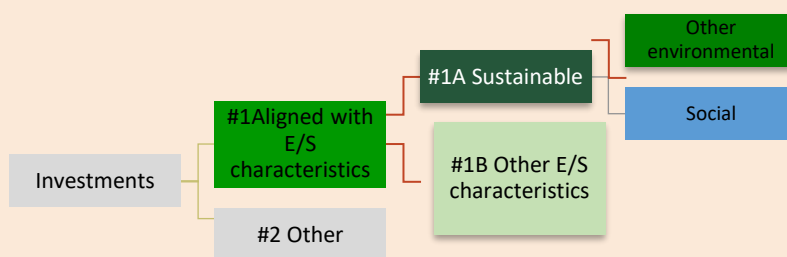 Other
environmental
#1A Sustainable
#1Aligned with
E/S
characteristics
Social
#1B Other E/S
characteristics
Investments
#2 Other